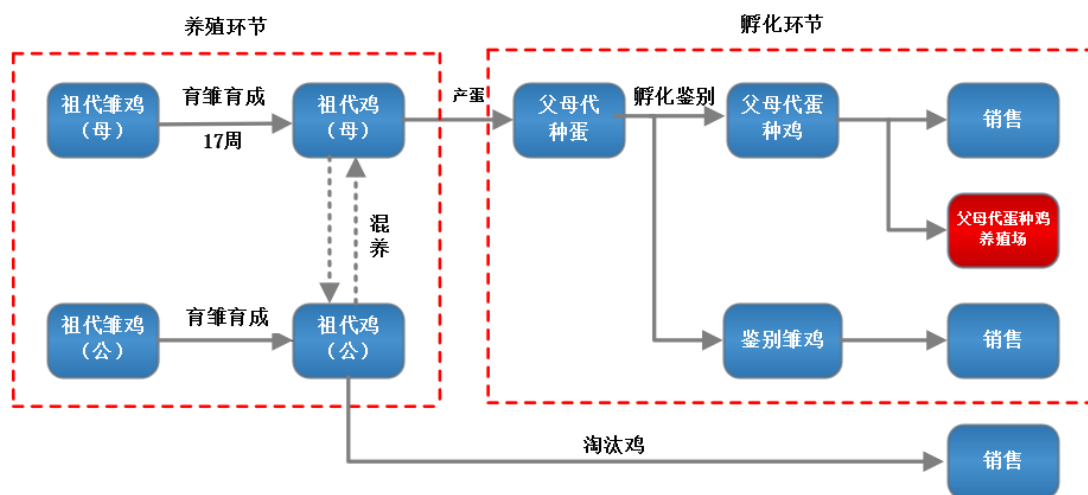 养殖环节
孵化环节
祖代雏鸡
（母）
育雏育成
17周
祖代鸡
（母）
产蛋
父母代
种蛋
孵化鉴别
父母代蛋
种鸡
销售
混
养
父母代蛋种鸡
养殖场
祖代雏鸡
（公）
育雏育成
祖代鸡
（公）
鉴别雏鸡
销售
淘汰鸡
销售